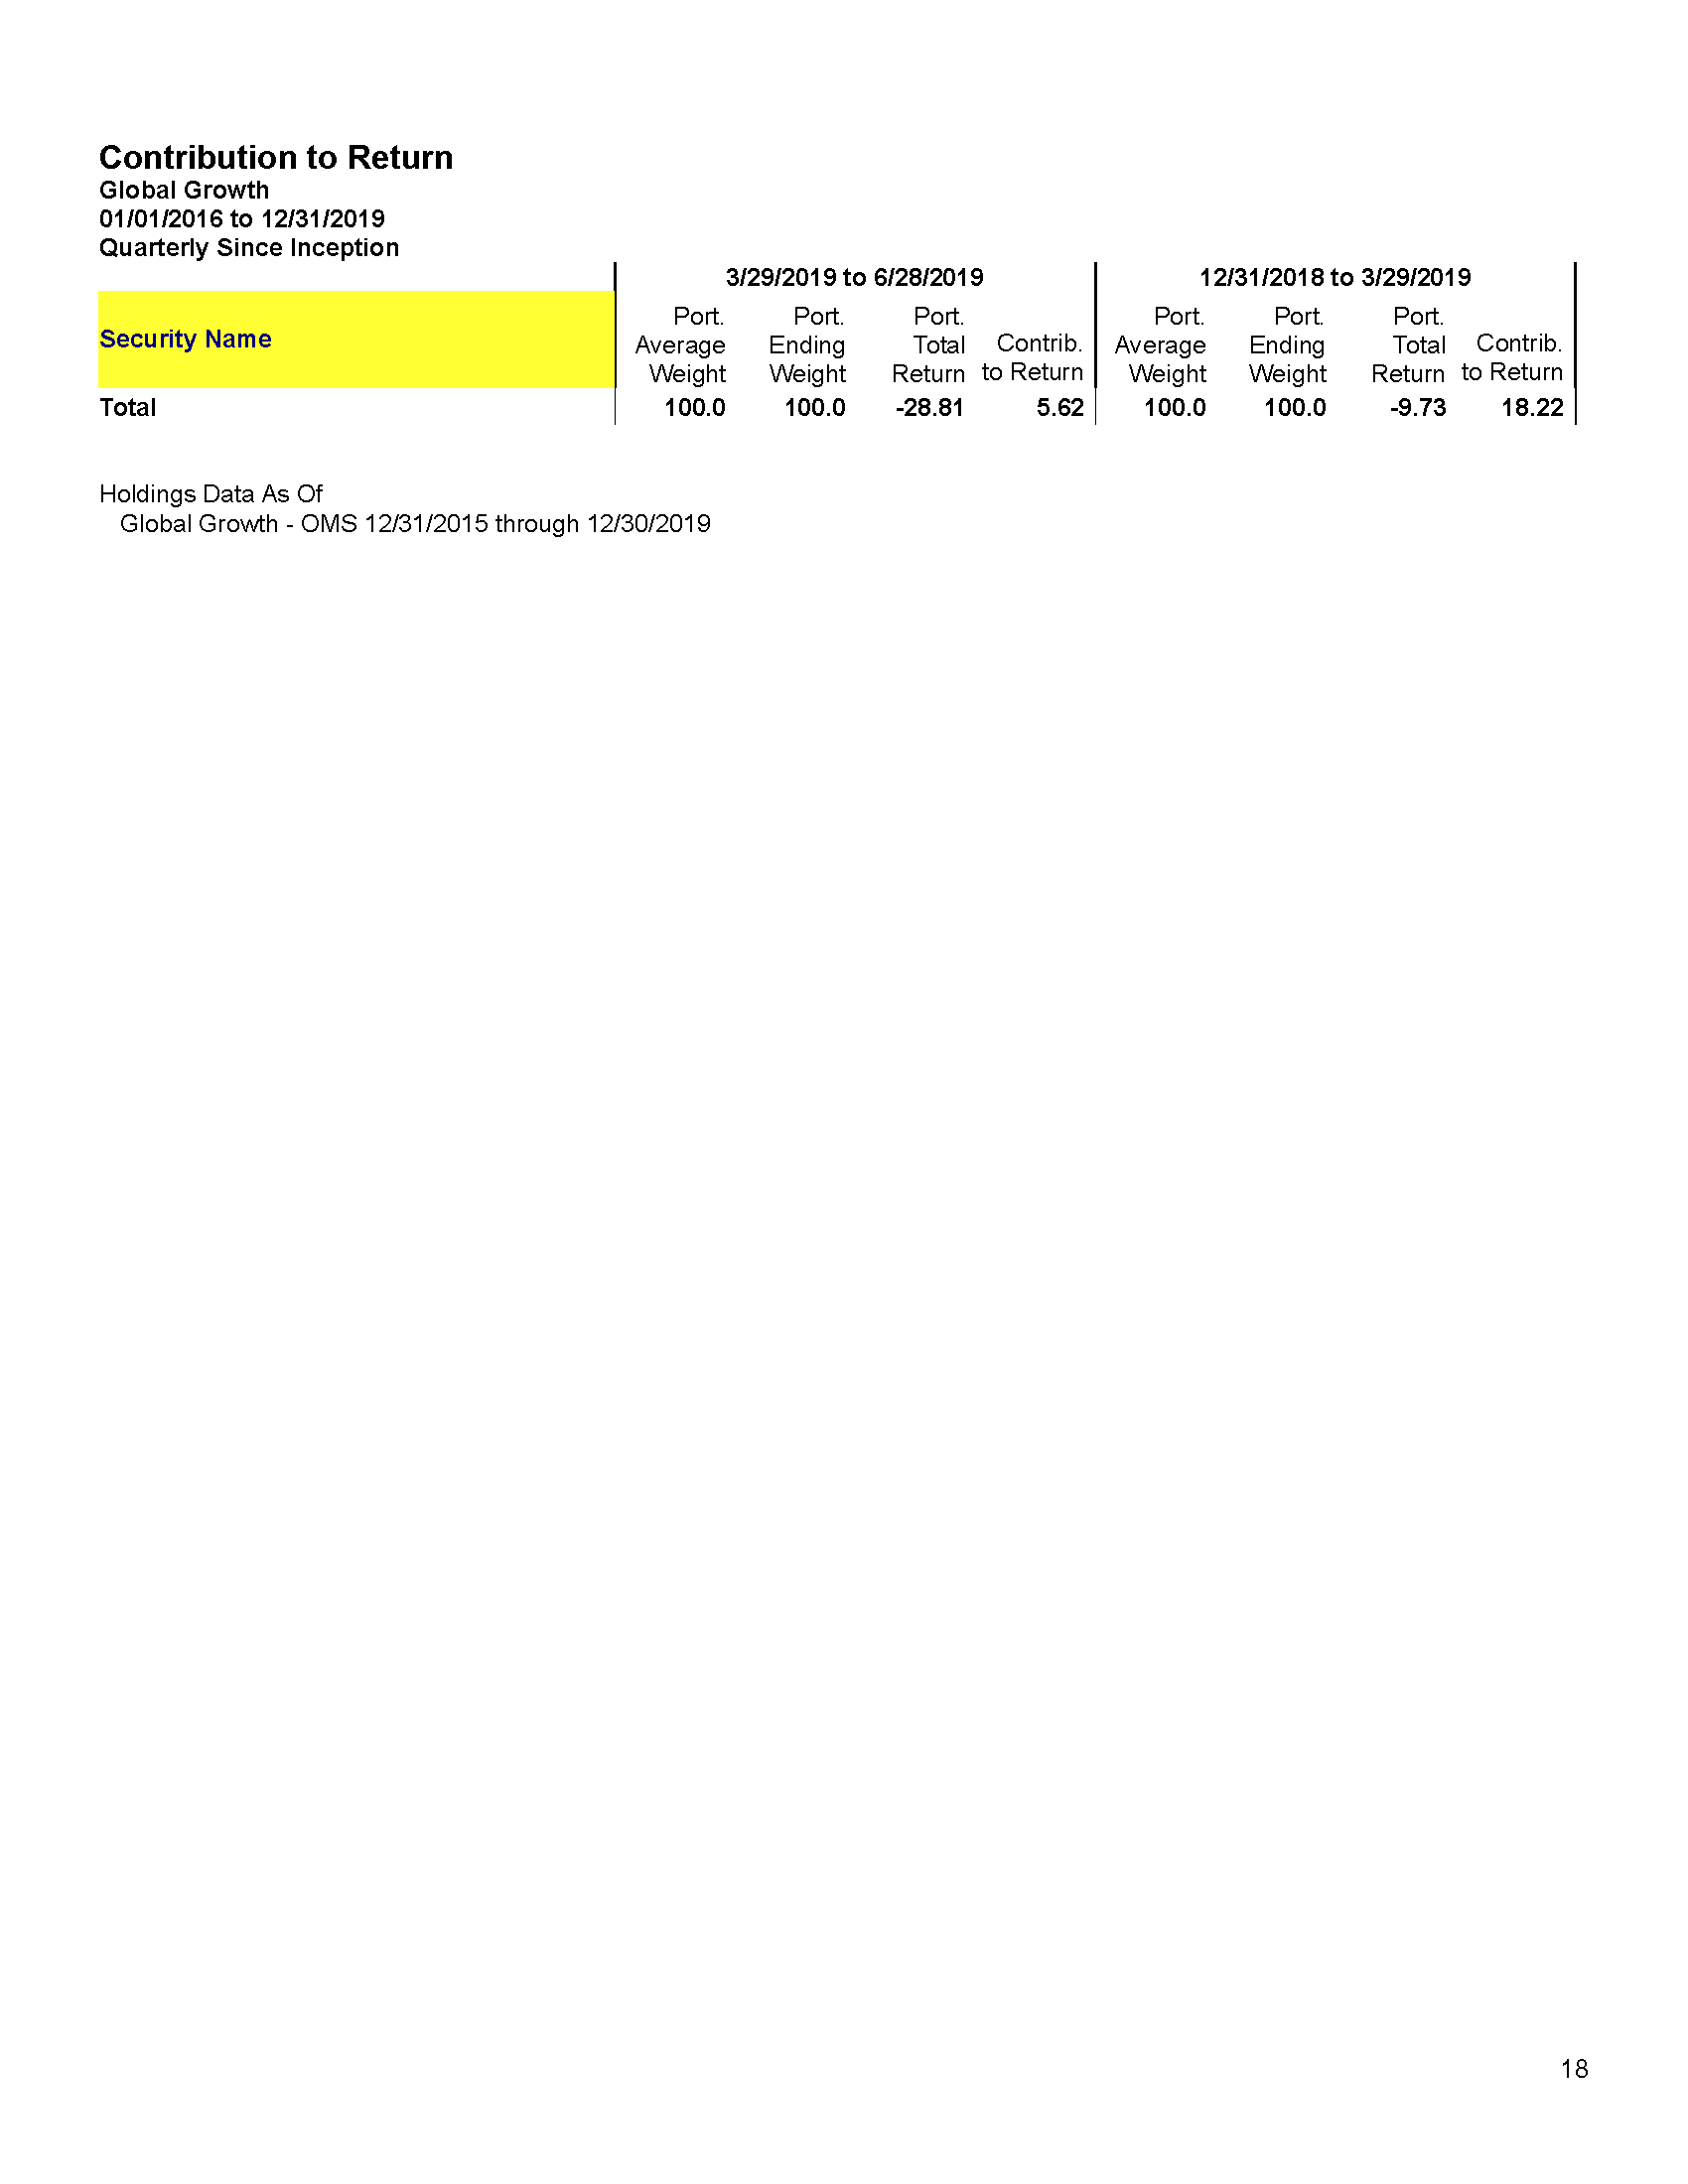 Contribution to Return
Global Growth
01/01/2016 to 12/31/2019
Quarterly Since Inception
3/29/2019 to 6/28/2019 12/31/2018 to 3/29/2019
Security Name
Port. Port. Port. Port. Port. Port.
Average Ending Total Contrib. Average Ending Total Contrib.
Weight Weight Return to Return Weight Weight Return to Return
Total 100.0 100.0 -28.81 5.62 100.0 100.0 -9.73 18.22
Holdings Data As Of
Global Growth - OMS 12/31/2015 through 12/30/2019
18